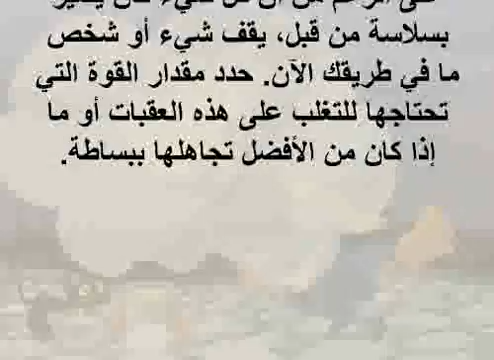 على الرغم من أن كل شيء كان يسير
بسلاسة من قبل، يقف شيء أو شخص
ما في طريقك الآن. حدد مقدار القوة التي
تحتاجها للتغلب على هذه العقبات أو ما
إذا كان من الأفضل تجاهلها ببساطة.